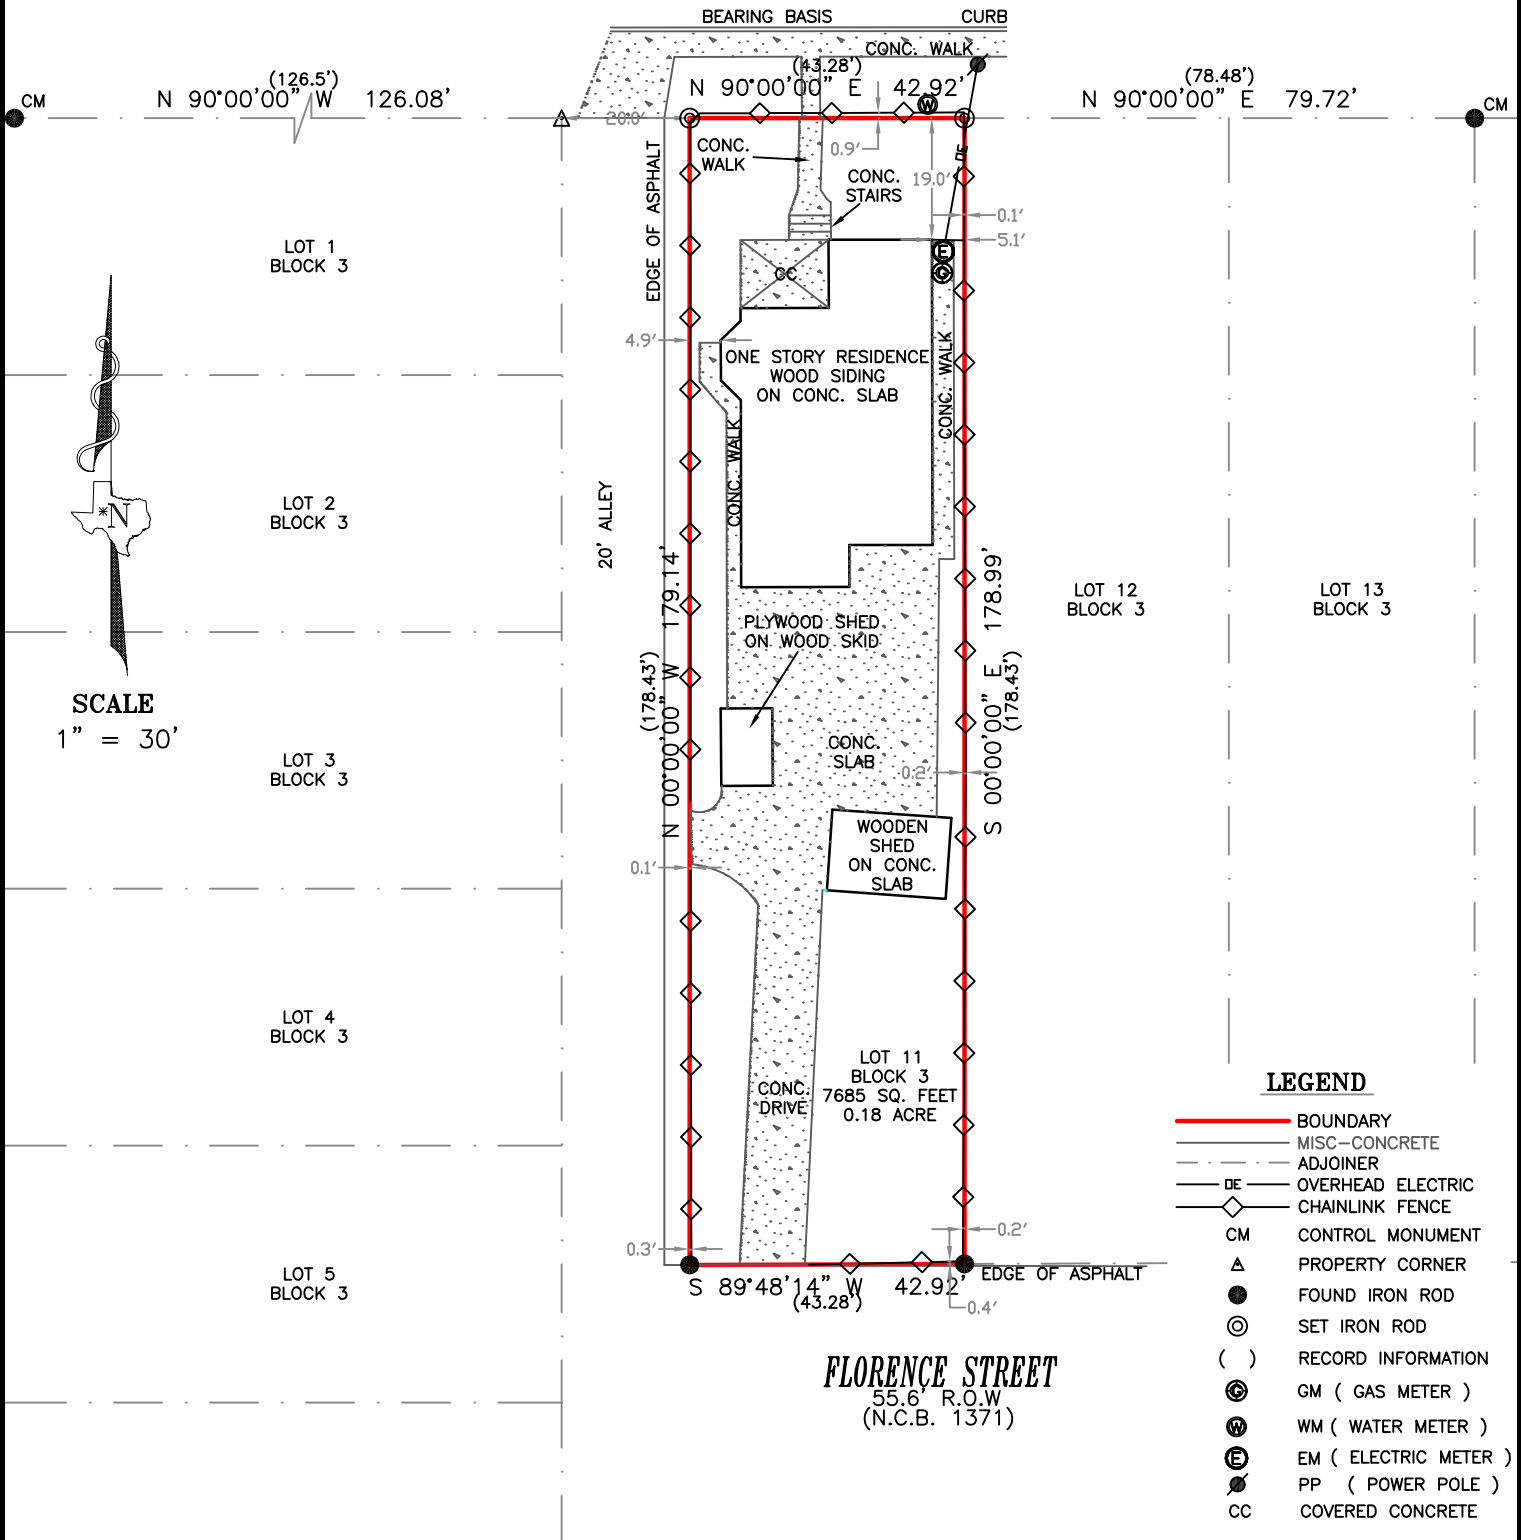 BEARING BASIS
CURB
CONC. WALK
(126.5')
(43.28')
(78.48')
N 90°00'00" W 126.08'
N 90°00'00" E 42.92'
N 90°00'00" E 79.72'
CM
CM
W
20.0'
0.9'
CONC.
WALK
OE
CONC.
STAIRS
19.0'
0.1'
5.1'
EDGE OF ASPHALT
LOT 1
BLOCK 3
E
G
CC
4.9'
ONE STORY RESIDENCE
WOOD SIDING
ON CONC. SLAB
CONC. WALK
CONC. WALK
LOT 2
BLOCK 3
N
20' ALLEY
N 00°00'00" W 179.14'
(178.43')
S 00°00'00" E 178.99'
(178.43')
LOT 12
BLOCK 3
LOT 13
BLOCK 3
PLYWOOD SHED
ON WOOD SKID
SCALE
1" = 30'
CONC.
SLAB
0.2'
LOT 3
BLOCK 3
WOODEN
SHED
ON CONC.
SLAB
0.1'
LOT 4
BLOCK 3
LOT 11
BLOCK 3
7685 SQ. FEET
0.18 ACRE
CONC.
DRIVE
0.2'
0.3'
LOT 5
BLOCK 3
S 89°48'14" W 42.92'
(43.28')
EDGE OF ASPHALT
0.4'
FLORENCE STREET
55.6' R.O.W
(N.C.B. 1371)
LEGEND
BOUNDARY
MISC-CONCRETE
ADJOINER
OE OVERHEAD ELECTRIC
CHAINLINK FENCE
CM CONTROL MONUMENT
PROPERTY CORNER
FOUND IRON ROD
SET IRON ROD
( ) RECORD INFORMATION
G GM ( GAS METER )
W WM ( WATER METER )
E EM ( ELECTRIC METER )
PP ( POWER POLE )
CC COVERED CONCRETE